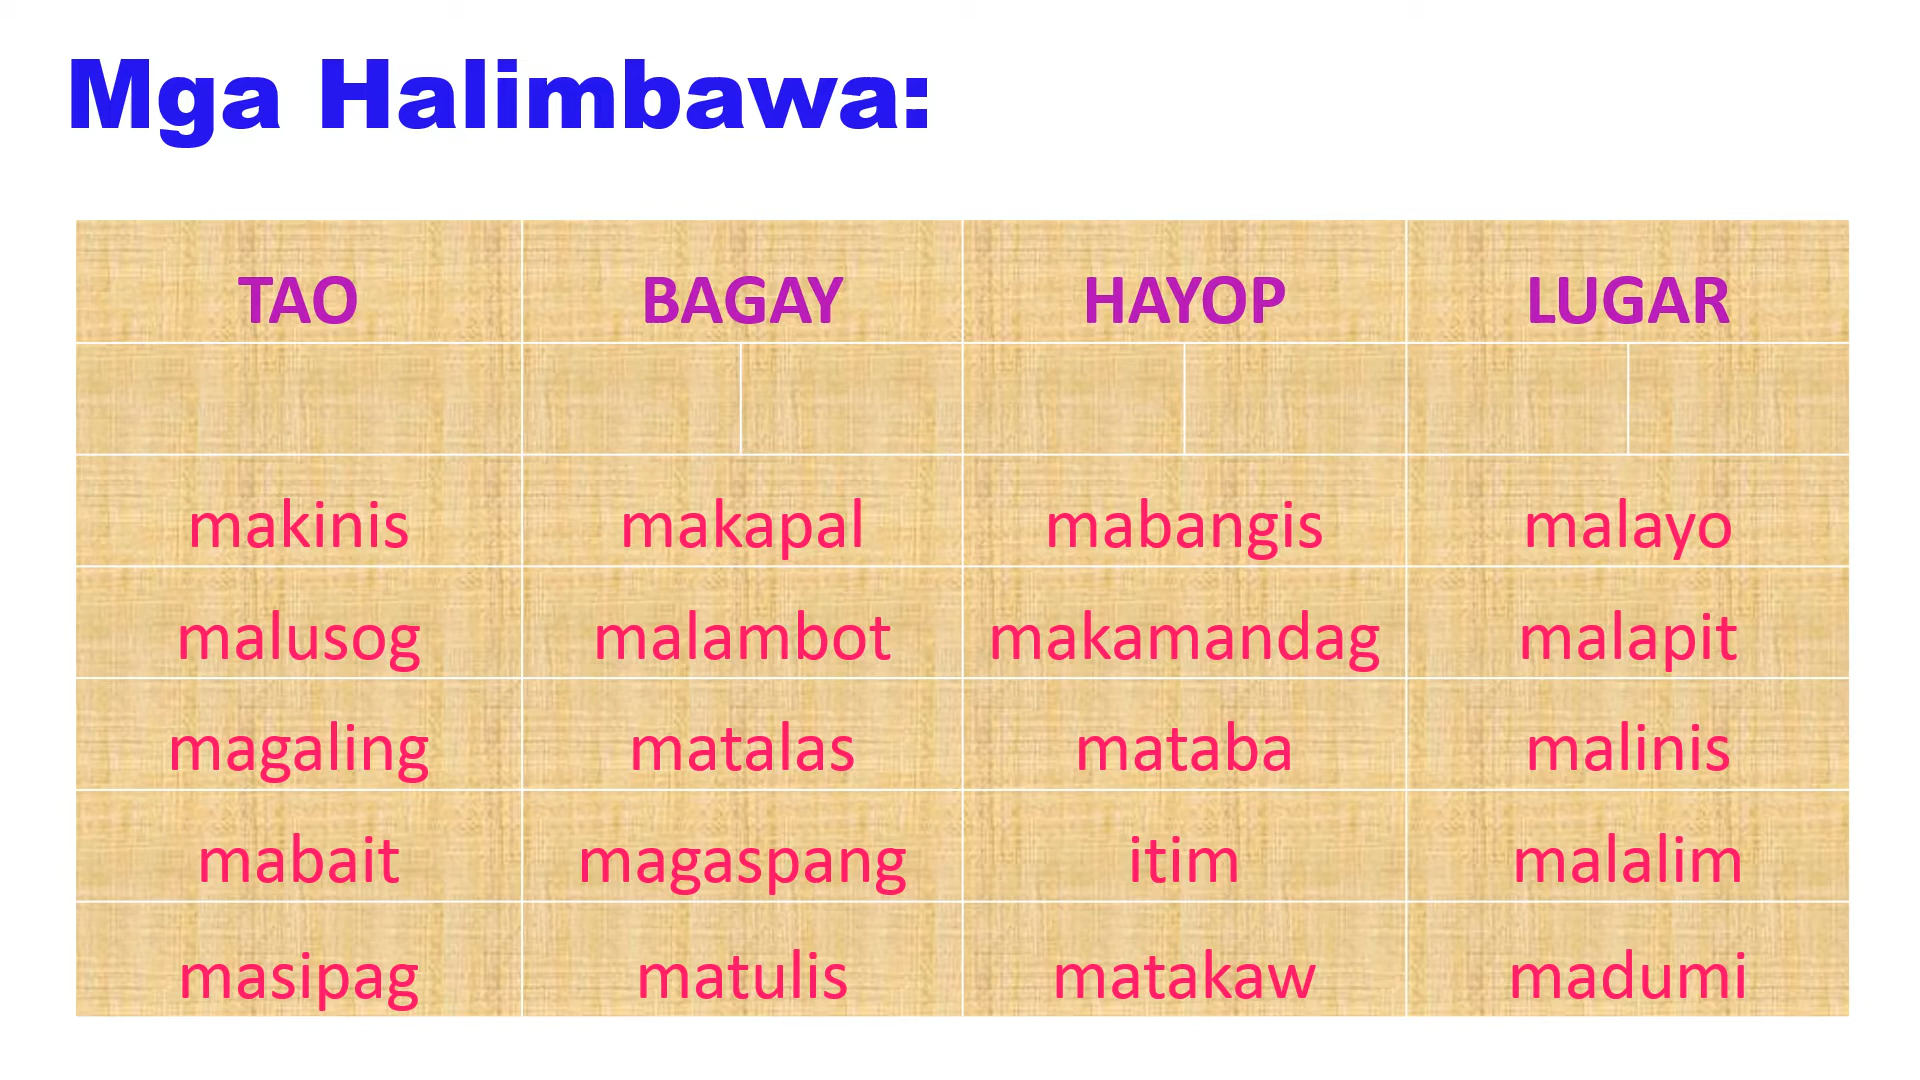 Mga Halimbawa:
TAO BAGAY HAYOP LUGAR
makinis makapal mabangis malayo
malusog malambot makamandag malapit
magaling matalas mataba malinis
mabait magaspang itim malalim
masipag matulis matakaw madumi